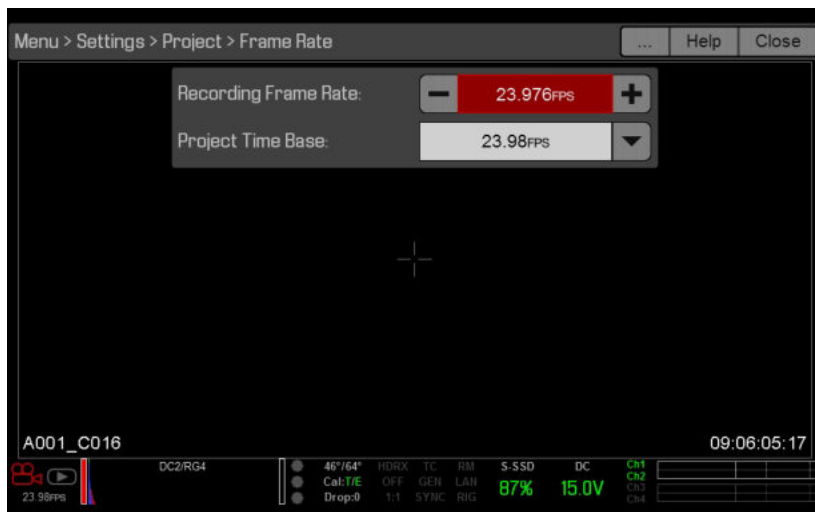 Menu > Settings > Project > Frame Rate ... Help Close
Recording Frame Rate: − 23.976FPS +
Project Time Base: 23.98FPS
A001_C016 09:06:05:17
DC2/RG4 46°/64° HDRX TC RM S-SSD DC Ch1
Cal:T/E OFF GEN LAN 87% 15.0V Ch2
Ch3
23.98FPS Drop:0 1:1 SYNC RIG Ch4